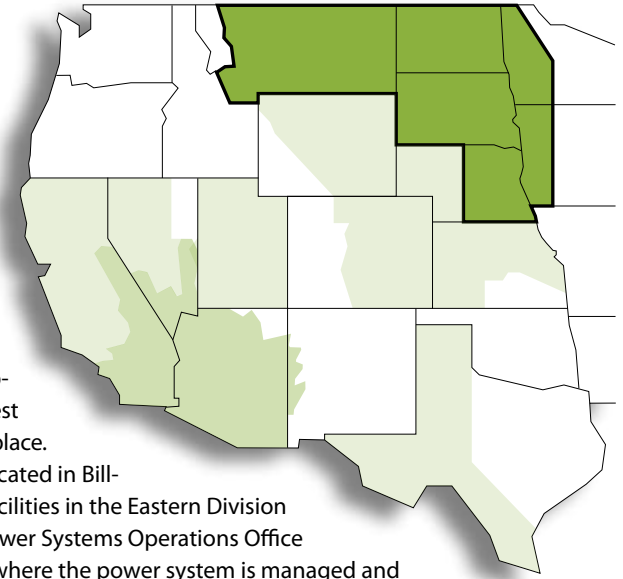 o-
est
place.
cated in Bill-
cilities in the Eastern Division
wer Systems Operations Office
where the power system is managed and